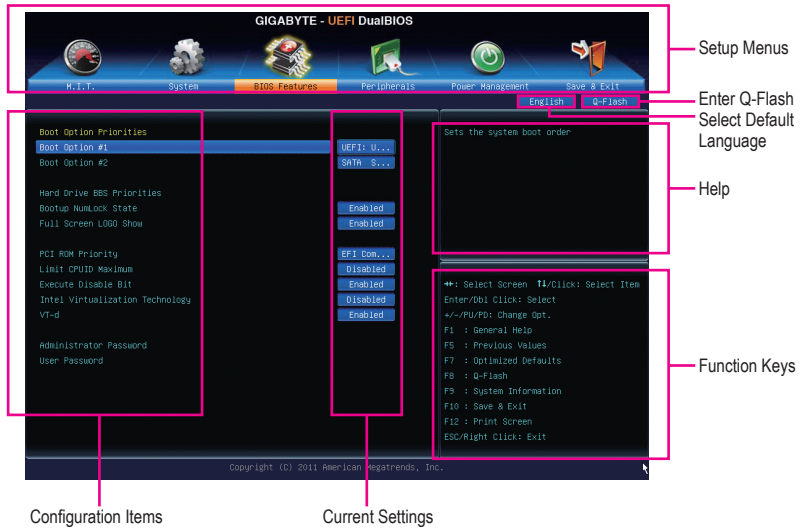 GIGABYTE - UEFI DualBIOS
M.I.T. System BIOS Features Peripherals Power Management Save & Exit
Setup Menus
English Q-Flash
Enter Q-Flash
Select Default
Language
Boot Option Priorities
Boot Option #1 UEFI: U...
Boot Option #2 SATA S...
Hard Drive BBS Priorities
Bootup NumLock State Enabled
Full Screen LOGO Show Enabled
PCI ROM Priority EFI Com...
Limit CPUID Maximum Disabled
Execute Disable Bit Enabled
Intel Virtualization Technology Disabled
VT-d Enabled
Administrator Password
User Password
Sets the system boot order
Help
→←: Select Screen ↑↓/Click: Select Item
Enter/Dbl Click: Select
+/-/PU/PD: Change Opt.
F1 : General Help
F5 : Previous Values
F7 : Optimized Defaults
F8 : Q-Flash
F9 : System Information
F10 : Save & Exit
F12 : Print Screen
ESC/Right Click: Exit
Function Keys
Copyright (C) 2011 American Megatrends, Inc.
Configuration Items
Current Settings